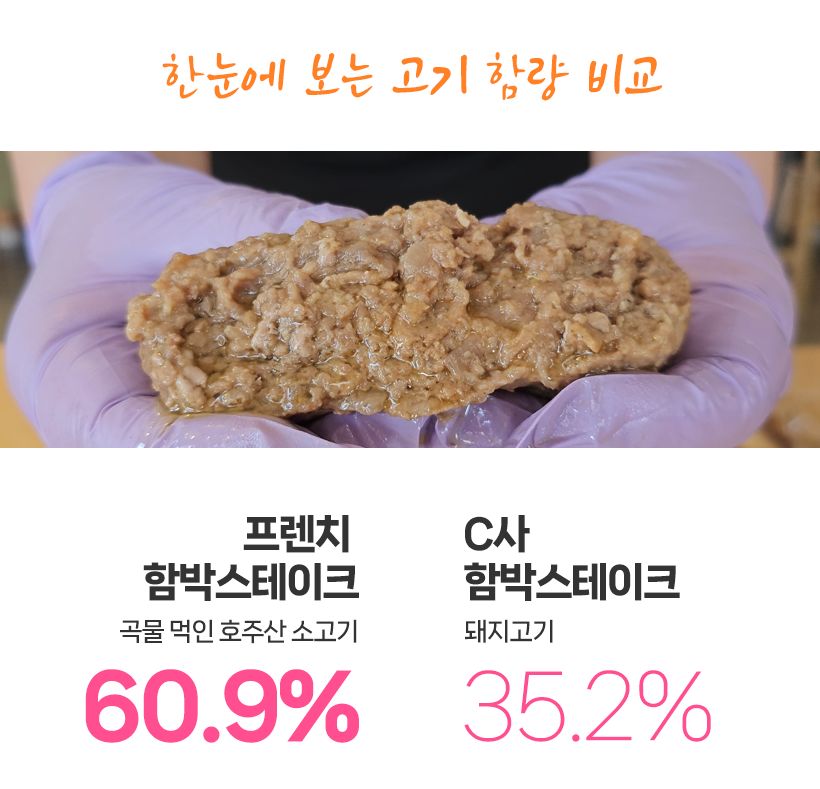 한눈에 보는 고기 함량 비교
프렌치
함박스테이크
곡물 먹인 호주산 소고기
60.9%
C사
함박스테이크
돼지고기
35.2%